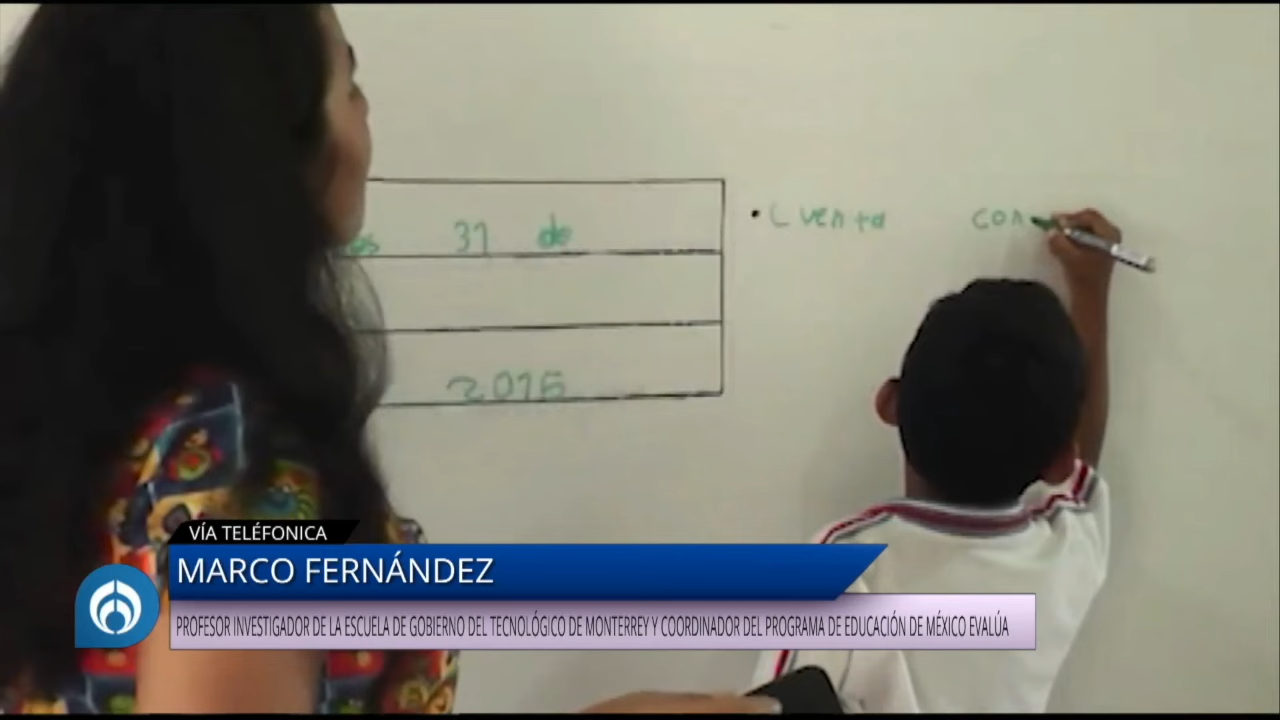 os 31 de
2016
• Cuenta con
VÍA TELÉFONICA
MARCO FERNÁNDEZ
PROFESOR INVESTIGADOR DE LA ESCUELA DE GOBIERNO DEL TECNOLÓGICO DE MONTERREY Y COORDINADOR DEL PROGRAMA DE EDUCACIÓN DE MÉXICO EVALÚA